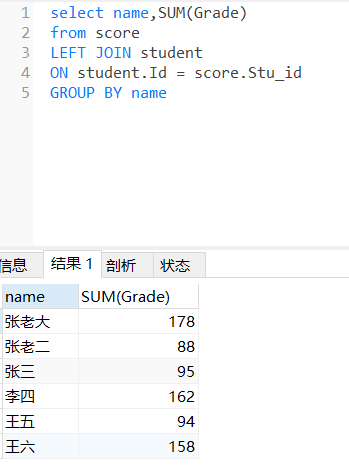 1 select name,SUM(Grade)
2 from score
3 LEFT JOIN student
4 ON student.Id = score.Stu_id
5 GROUP BY name
信息 结果 1 剖析 状态
name SUM(Grade)
张老大 178
张老二 88
张三 95
李四 162
王五 94
王六 158